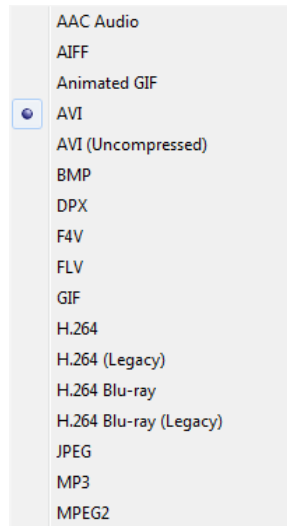 AAC Audio
AIFF
Animated GIF
AVI
AVI (Uncompressed)
BMP
DPX
F4V
FLV
GIF
H.264
H.264 (Legacy)
H.264 Blu-ray
H.264 Blu-ray (Legacy)
JPEG
MP3
MPEG2